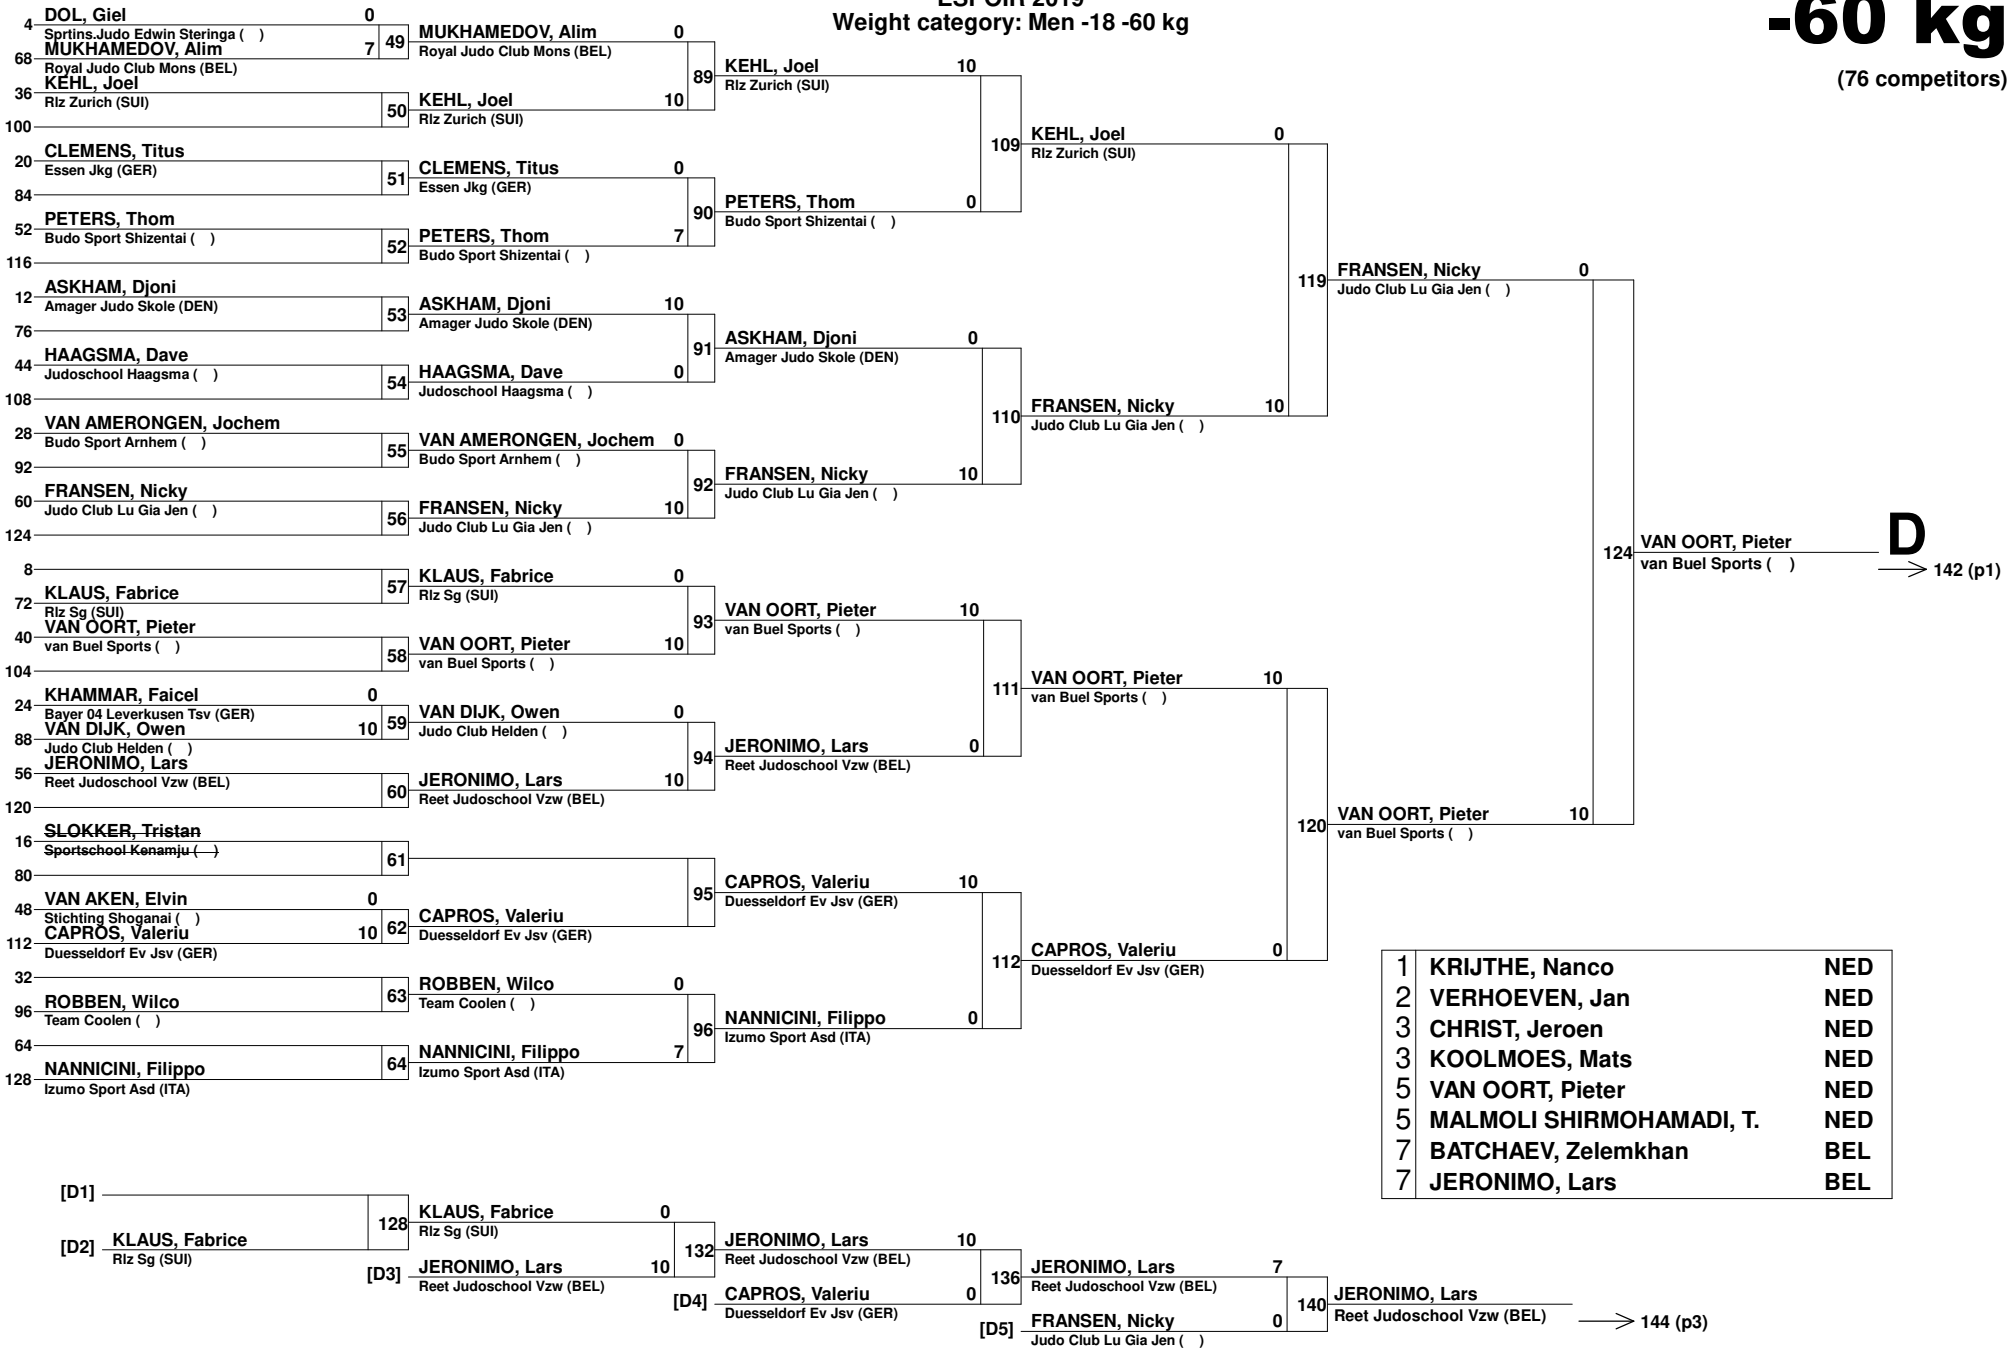 ESPOIR 2019
Weight category: Men -18 -60 kg
-60 kg
(76 competitors)
4 DOL, Giel 0
Sprtins.Judo Edwin Steringa ( )
68 MUKHAMEDOV, Alim 7
Royal Judo Club Mons (BEL)
49
36 KEHL, Joel
Rlz Zurich (SUI)
100
50
20 CLEMENS, Titus
Essen Jkg (GER)
84
51
52 PETERS, Thom
Budo Sport Shizentai ( )
116
52
12 ASKHAM, Djoni
Amager Judo Skole (DEN)
76
53
44 HAAGSMA, Dave
Judoschool Haagsma ( )
108
54
28 VAN AMERONGEN, Jochem
Budo Sport Arnhem ( )
92
55
60 FRANSEN, Nicky
Judo Club Lu Gia Jen ( )
124
56
8
72 KLAUS, Fabrice
Rlz Sg (SUI)
57
40 VAN OORT, Pieter
van Buel Sports ( )
104
58
24 KHAMMAR, Faicel 0
Bayer 04 Leverkusen Tsv (GER)
88 VAN DIJK, Owen 10
Judo Club Helden ( )
59
56 JERONIMO, Lars
Reet Judoschool Vzw (BEL)
120
60
16 SLOKKER, Tristan
Sportschool Kenamju ( )
80
61
48 VAN AKEN, Elvin 0
Stichting Shoganai ( )
112 CAPROS, Valeriu 10
Duesseldorf Ev Jsv (GER)
62
32
96 ROBBEN, Wilco
Team Coolen ( )
63
64
128 NANNICINI, Filippo
Izumo Sport Asd (ITA)
64
MUKHAMEDOV, Alim 0
Royal Judo Club Mons (BEL)
KEHL, Joel 10
Rlz Zurich (SUI)
89
CLEMENS, Titus 0
Essen Jkg (GER)
PETERS, Thom 7
Budo Sport Shizentai ( )
90
ASKHAM, Djoni 10
Amager Judo Skole (DEN)
HAAGSMA, Dave 0
Judoschool Haagsma ( )
91
VAN AMERONGEN, Jochem 0
Budo Sport Arnhem ( )
FRANSEN, Nicky 10
Judo Club Lu Gia Jen ( )
92
KLAUS, Fabrice 0
Rlz Sg (SUI)
VAN OORT, Pieter 10
van Buel Sports ( )
93
VAN DIJK, Owen 0
Judo Club Helden ( )
JERONIMO, Lars 10
Reet Judoschool Vzw (BEL)
94
CAPROS, Valeriu
Duesseldorf Ev Jsv (GER)
95
ROBBEN, Wilco 0
Team Coolen ( )
NANNICINI, Filippo 7
Izumo Sport Asd (ITA)
96
KEHL, Joel 10
Rlz Zurich (SUI)
PETERS, Thom 0
Budo Sport Shizentai ( )
109
ASKHAM, Djoni 0
Amager Judo Skole (DEN)
FRANSEN, Nicky 10
Judo Club Lu Gia Jen ( )
110
VAN OORT, Pieter 10
van Buel Sports ( )
JERONIMO, Lars 0
Reet Judoschool Vzw (BEL)
111
CAPROS, Valeriu 10
Duesseldorf Ev Jsv (GER)
NANNICINI, Filippo 0
Izumo Sport Asd (ITA)
112
KEHL, Joel 0
Rlz Zurich (SUI)
FRANSEN, Nicky 10
Judo Club Lu Gia Jen ( )
119
VAN OORT, Pieter 10
van Buel Sports ( )
CAPROS, Valeriu 0
Duesseldorf Ev Jsv (GER)
120
FRANSEN, Nicky 0
Judo Club Lu Gia Jen ( )
VAN OORT, Pieter 10
van Buel Sports ( )
124
VAN OORT, Pieter
van Buel Sports ( )
D
142 (p1)
1 KRIJTHE, Nanco NED
2 VERHOEVEN, Jan NED
3 CHRIST, Jeroen NED
3 KOOLMOES, Mats NED
5 VAN OORT, Pieter NED
5 MALMOLI SHIRMOHAMADI, T. NED
7 BATCHAEV, Zelemkhan BEL
7 JERONIMO, Lars BEL
[D1]
[D2] KLAUS, Fabrice
Rlz Sg (SUI)
128
KLAUS, Fabrice 0
Rlz Sg (SUI)
[D3] JERONIMO, Lars 10
Reet Judoschool Vzw (BEL)
132
JERONIMO, Lars 10
Reet Judoschool Vzw (BEL)
[D4] CAPROS, Valeriu 0
Duesseldorf Ev Jsv (GER)
136
JERONIMO, Lars 7
Reet Judoschool Vzw (BEL)
[D5] FRANSEN, Nicky 0
Judo Club Lu Gia Jen ( )
140
JERONIMO, Lars
Reet Judoschool Vzw (BEL)
144 (p3)